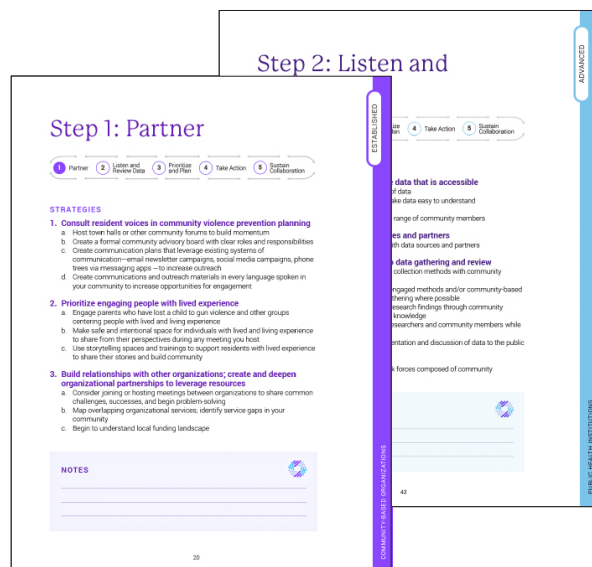 Step 2: Listen and
ADVANCED
4 Take Action 5 Sustain
Collaboration
data that is accessible
of data
ake data easy to understand
range of community members
es and partners
ith data sources and partners
data gathering and review
collection methods with community
engaged methods and/or community-based
thering where possible
esearch findings through community
knowledge
esearchers and community members while
entation and discussion of data to the public
k forces composed of community
43
PUBLIC HEALTH INSTITUTIONS
Step 1: Partner
ESTABLISHED
1 Partner 2 Listen and
Review Data 3 Prioritize
and Plan 4 Take Action 5 Sustain
Collaboration
STRATEGIES
1. Consult resident voices in community violence prevention planning
a. Host town halls or other community forums to build momentum
b. Create a formal community advisory board with clear roles and responsibilities
c. Create communication plans that leverage existing systems of
communication—email newsletter campaigns, social media campaigns, phone
trees via messaging apps —to increase outreach
d. Create communications and outreach materials in every language spoken in
your community to increase opportunities for engagement
2. Prioritize engaging people with lived experience
a. Engage parents who have lost a child to gun violence and other groups
centering people with lived and living experience
b. Make safe and intentional space for individuals with lived and living experience
to share from their perspectives during any meeting you host
c. Use storytelling spaces and trainings to support residents with lived experience
to share their stories and build community
3. Build relationships with other organizations; create and deepen
organizational partnerships to leverage resources
a. Consider joining or hosting meetings between organizations to share common
challenges, successes, and begin problem-solving
b. Map overlapping organizational services; identify service gaps in your
community
c. Begin to understand local funding landscape
NOTES
COMMUNITY-BASED ORGANIZATIONS
29